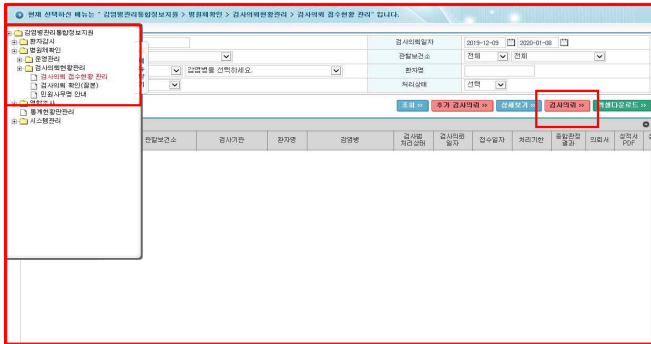 현재 선택하신 메뉴는 " 감염병관리통합정보지원 > 병원체확인 > 검사의뢰현황관리 > 검사의뢰 접수현황 관리" 입니다.
감염병관리통합정보지원
환자감시
병원체확인
운영관리
검사의뢰현황관리
검사의뢰 접수현황 관리
검사의뢰 확인(질본)
민원사무명 안내
통계현황판관리
시스템관리
검사의뢰일자 2019-12-09 2020-01-08
관할보건소 전체 전체
감염병을 선택하세요. 환자명
처리상태 선택
조회 » 추가 검사의뢰 » 상세보기 » 검사의뢰 » 엑셀다운로드 »
관할보건소 검사기관 환자명 감염병 검사법 처리상태 검사의뢰 일자 접수일자 처리기한 종합판정 결과 의뢰서 성적서 PDF